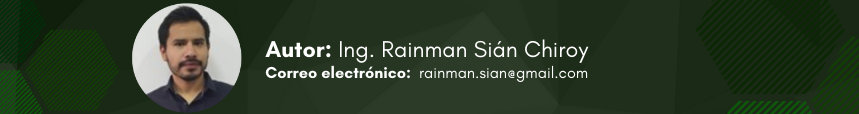 Autor: Ing. Rainman Sián Chiroy
Correo electrónico: rainman.sian@gmail.com